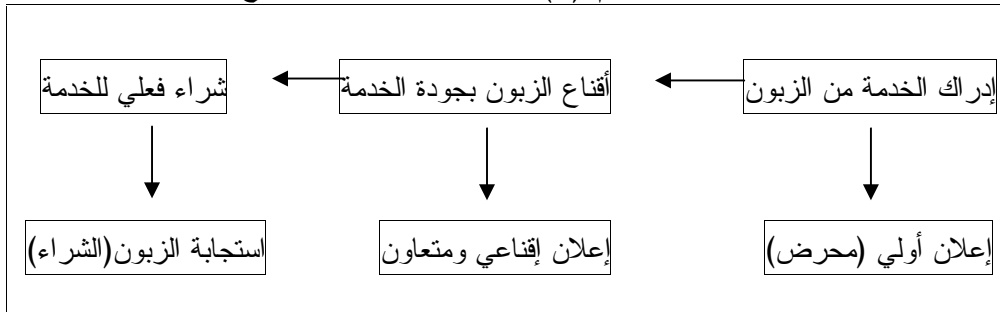 إدراك الخدمة من الزبون
أقناع الزبون بجودة الخدمة
شراء فعلي للخدمة
إعلان أولي (محرض)
إعلان إقناعي ومتعاون
استجابة الزبون(الشراء)